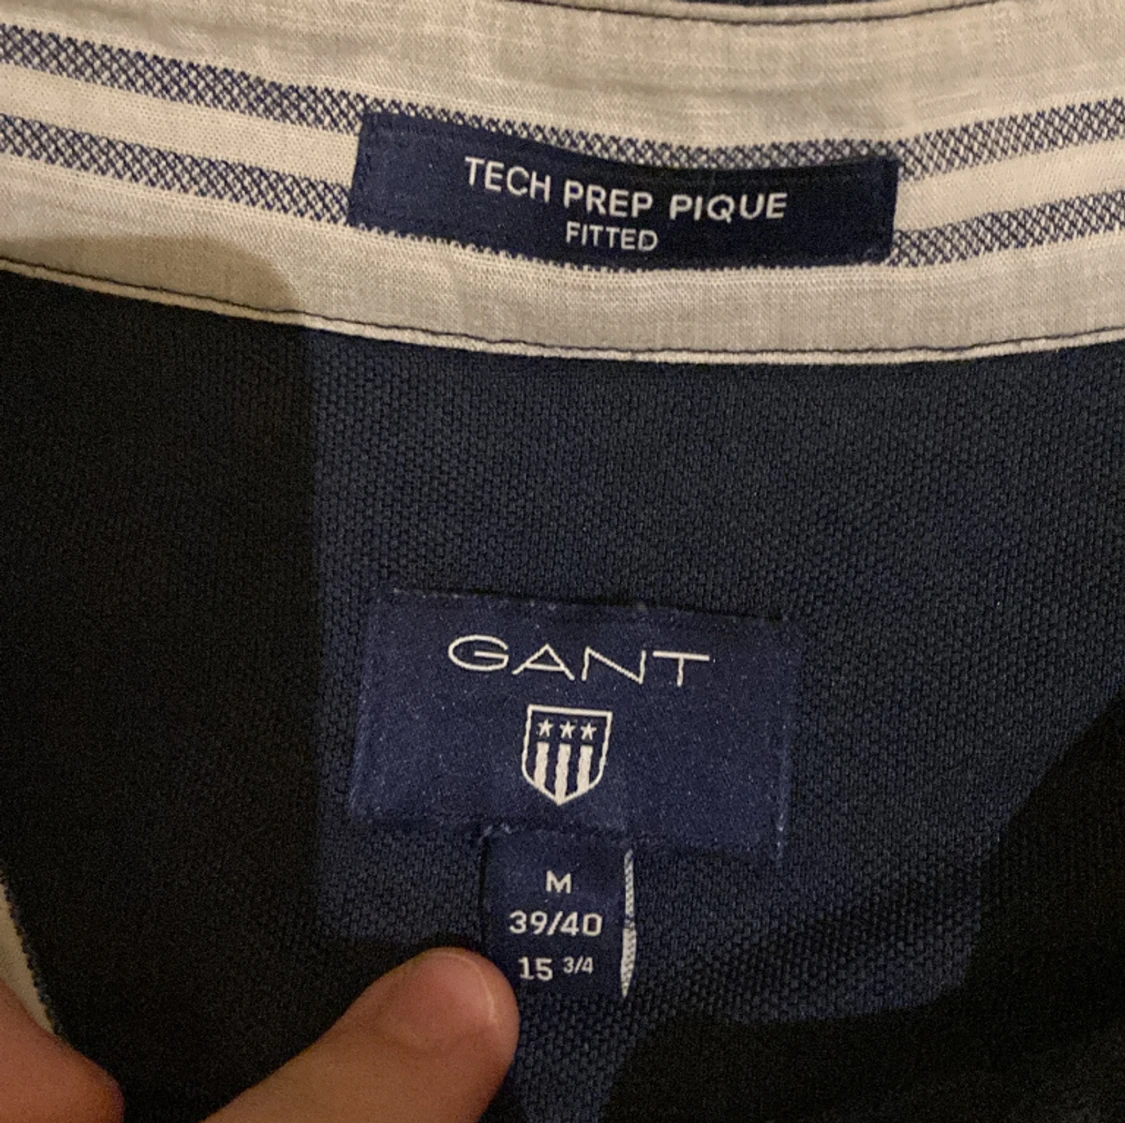 TECH PREP PIQUE
FITTED
GANT
M
39/40
15 3/4